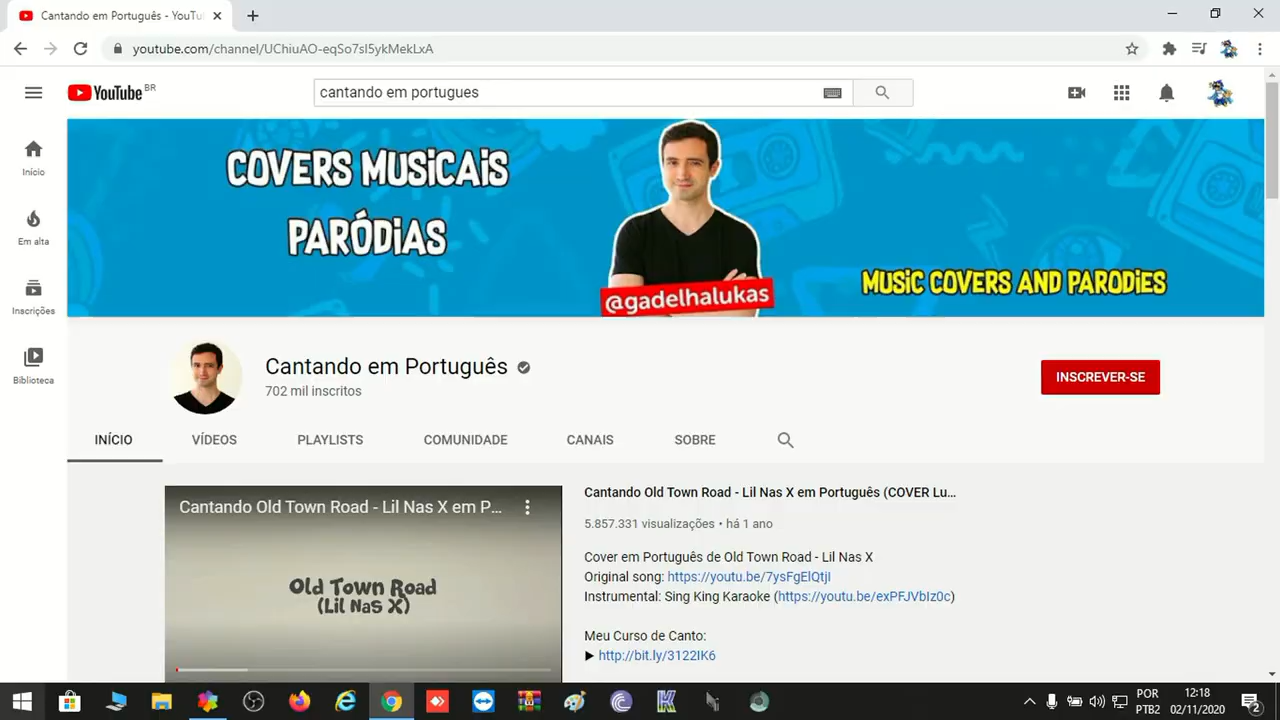 Cantando em Português - YouTu
youtube.com/channel/UChiuAO-eqSo7sI5ykMekLxA
YouTube BR
cantando em portugues
Início
Em alta
Inscrições
Biblioteca
COVERS MUSICAIS
PARÓDIAS
@gadelhalukas
MUSIC COVERS AND PARODIES
Cantando em Português
702 mil inscritos
INSCREVER-SE
INÍCIO VÍDEOS PLAYLISTS COMUNIDADE CANAIS SOBRE
Cantando Old Town Road - Lil Nas X em P...
Old Town Road
(Lil Nas X)
Cantando Old Town Road - Lil Nas X em Português (COVER Lu...
5.857.331 visualizações • há 1 ano
Cover em Português de Old Town Road - Lil Nas X
Original song: https://youtu.be/7ysFgElQtjI
Instrumental: Sing King Karaoke (https://youtu.be/exPFJVbIz0c)
Meu Curso de Canto:
► http://bit.ly/3122IK6
POR
PTB2
12:18
02/11/2020
2